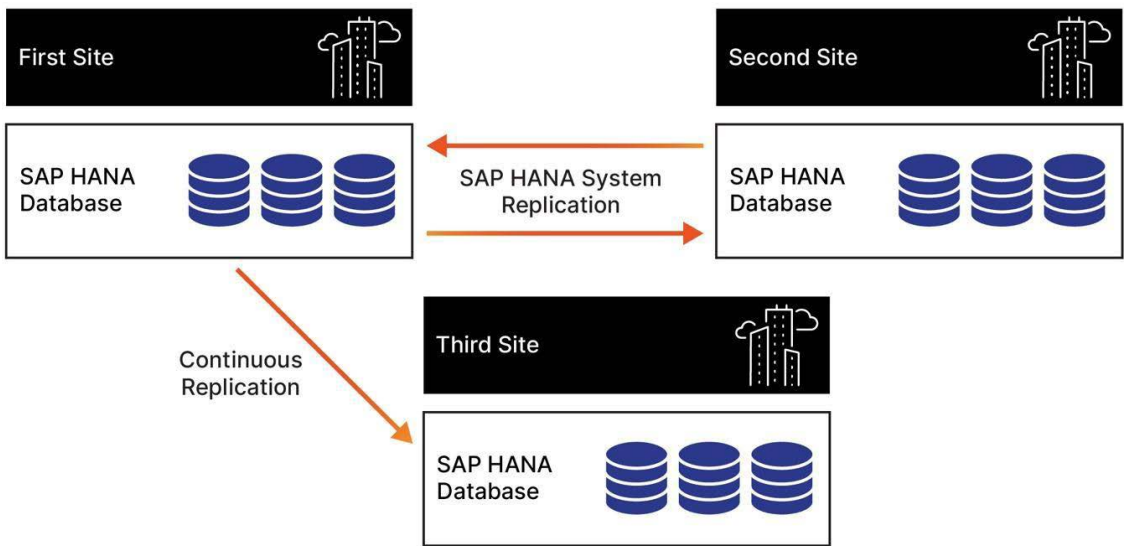 First Site
Second Site
SAP HANA
Database
SAP HANA System
Replication
SAP HANA
Database
Continuous
Replication
Third Site
SAP HANA
Database